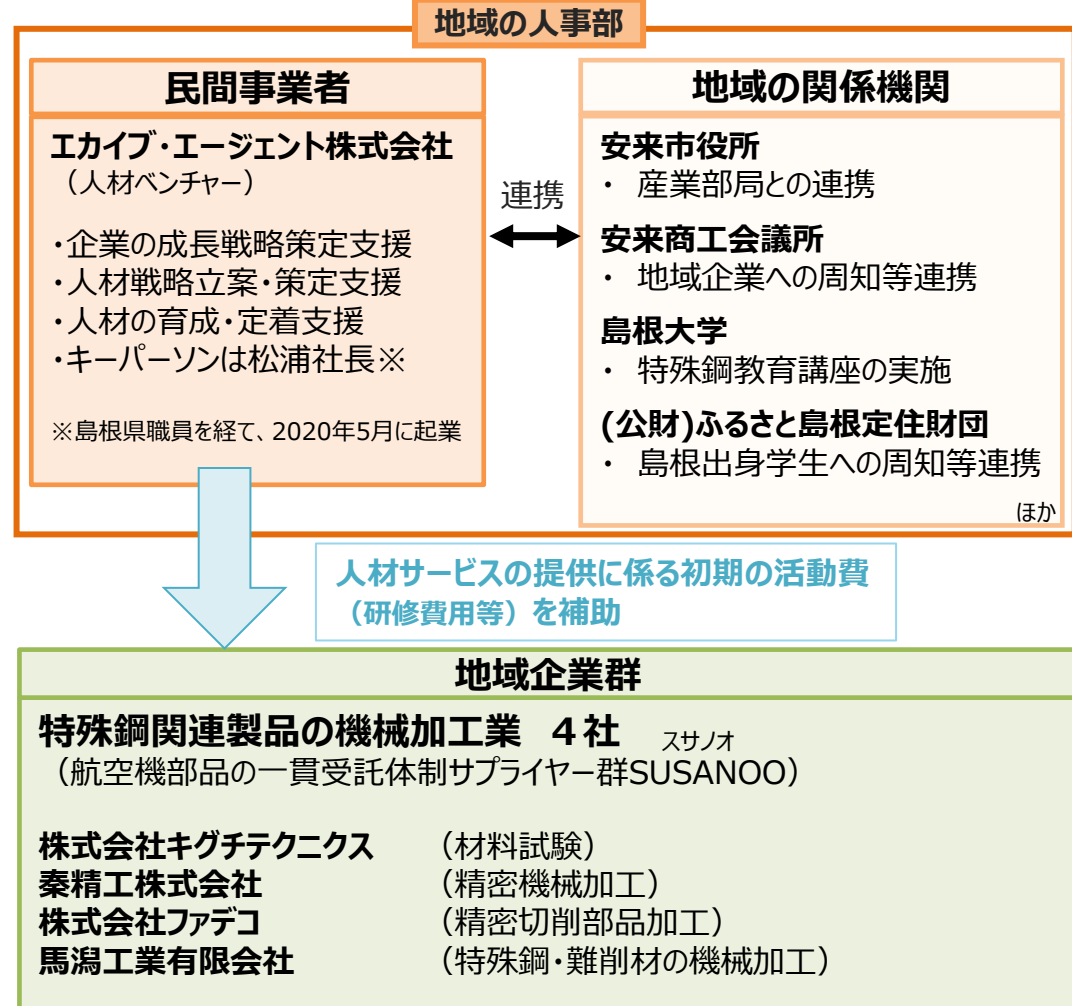 地域の人事部
民間事業者
エカイブ・エージェント株式会社
（人材ベンチャー）
・企業の成長戦略策定支援
・人材戦略立案・策定支援
・人材の育成・定着支援
・キーパーソンは松浦社長※
※島根県職員を経て、2020年5月に起業
連携
地域の関係機関
安来市役所
・ 産業部局との連携
安来商工会議所
・ 地域企業への周知等連携
島根大学
・ 特殊鋼教育講座の実施
(公財)ふるさと島根定住財団
・ 島根出身学生への周知等連携
ほか
人材サービスの提供に係る初期の活動費
（研修費用等）を補助
地域企業群
特殊鋼関連製品の機械加工業　４社
スサノオ
（航空機部品の一貫受託体制サプライヤー群SUSANOO）
株式会社キグチテクニクス　（材料試験）
秦精工株式会社　（精密機械加工）
株式会社ファデコ　（精密切削部品加工）
馬潟工業有限会社　（特殊鋼・難削材の機械加工）